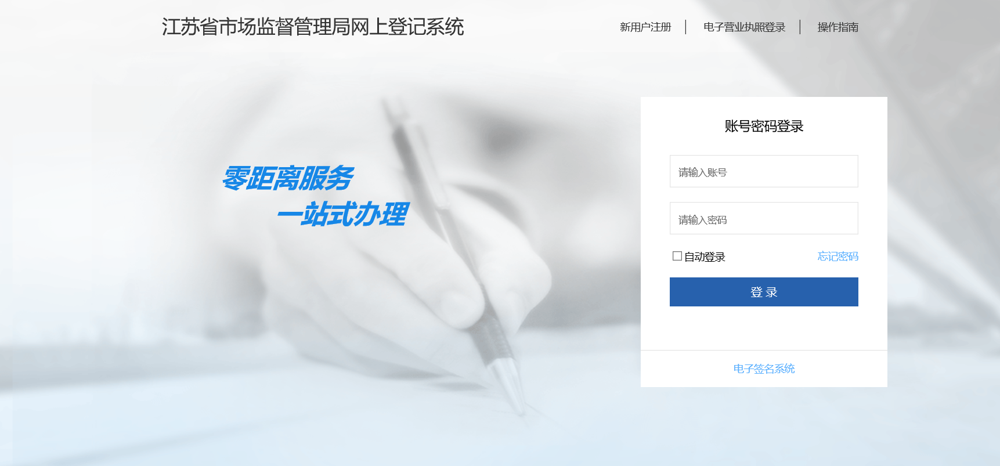 江苏省市场监督管理局网上登记系统
新用户注册 | 电子营业执照登录 | 操作指南
零距离服务
一站式办理
账号密码登录
请输入账号
请输入密码
自动登录 忘记密码
登 录
电子签名系统